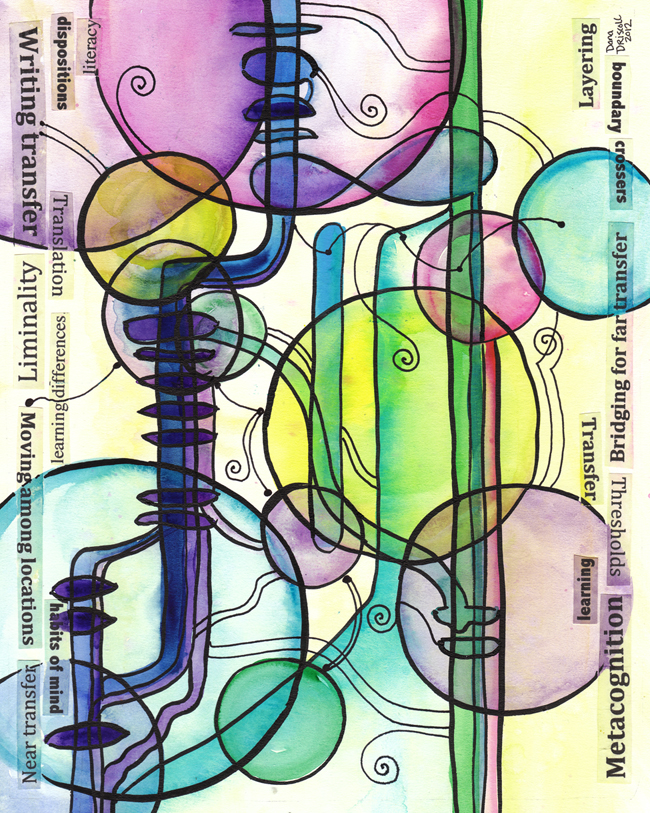 Writing transfer
Liminality
Moving among locations
Near transfer
dispositions
Translation
learning differences
habits of mind
literacy
Layering
Dana
Driscoll
2012
boundary
crossers
Bridging for far transfer
Transfer
Thresholds
learning
Metacognition